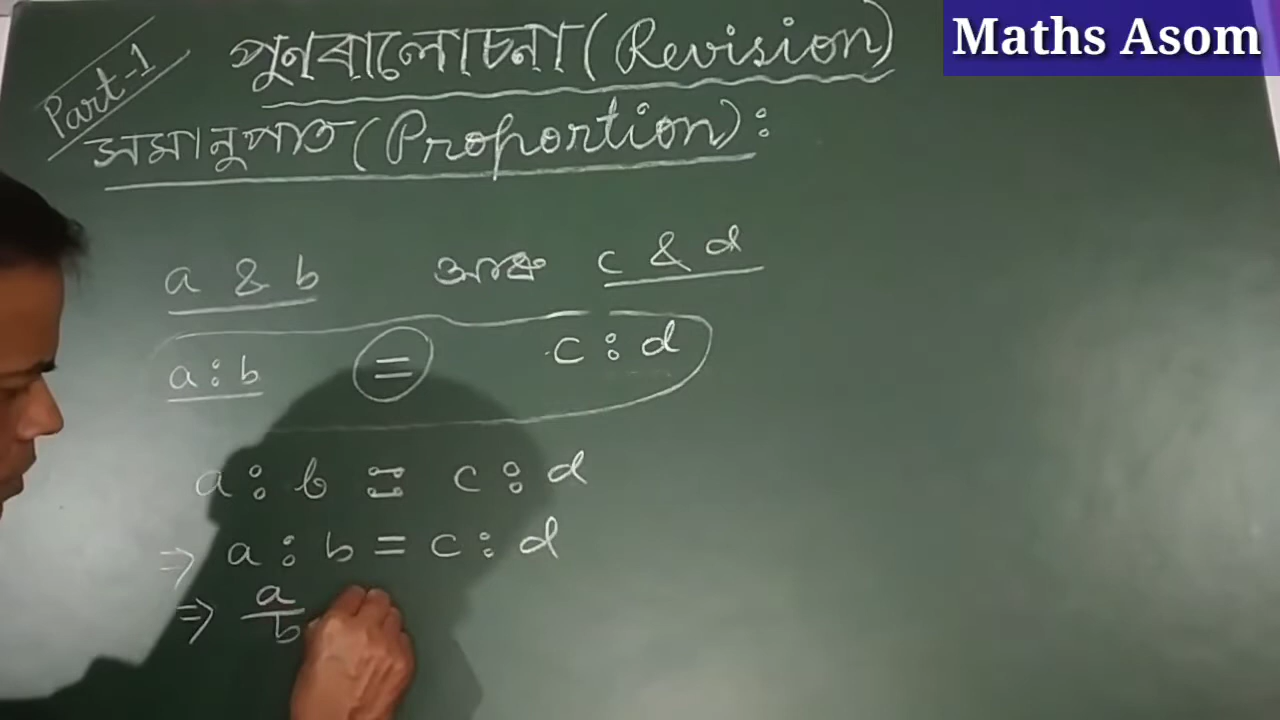 Maths Asom
Part-1
পুনৰালোচনা (Revision)
সমানুপাত (Proportion):
a & b আৰু c & d
a : b = c : d
a : b :: c : d
⇒ a : b = c : d
⇒ a/b